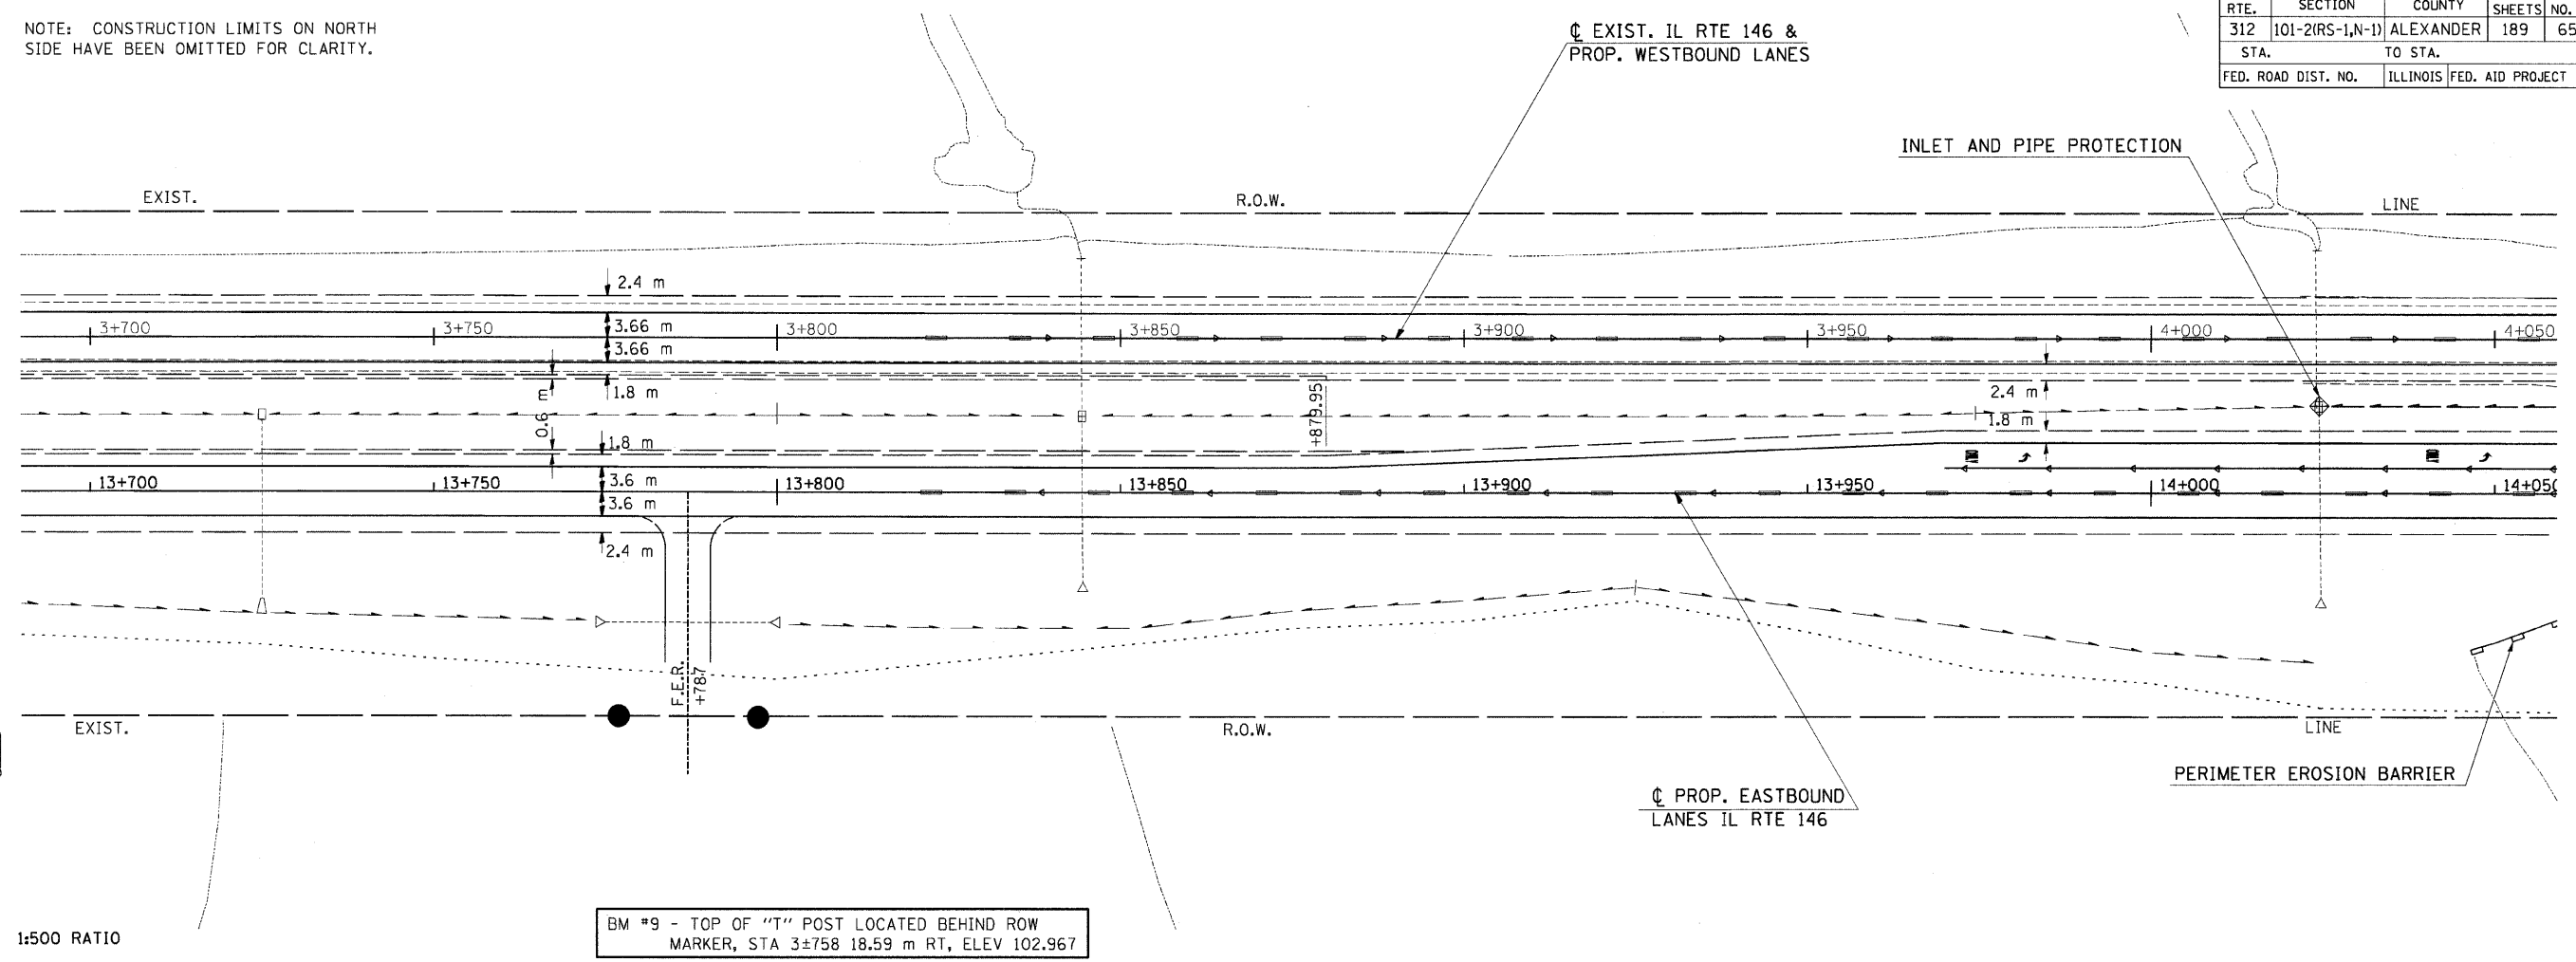 NOTE: CONSTRUCTION LIMITS ON NORTH
SIDE HAVE BEEN OMITTED FOR CLARITY.
RTE. SECTION COUNTY SHEETS NO.
312 101-2(RS-1,N-1) ALEXANDER 189 65
STA. TO STA.
FED. ROAD DIST. NO. ILLINOIS FED. AID PROJECT
℄ EXIST. IL RTE 146 &
PROP. WESTBOUND LANES
INLET AND PIPE PROTECTION
EXIST. R.O.W. LINE
2.4 m
3+700 3+750 3.66 m 3+800 3+850 3+900 3+950 4+000 4+050
3.66 m
1.8 m
0.6 m
+879.95
2.4 m
1.8 m
1.8 m
13+700 13+750 3.6 m 13+800 13+850 13+900 13+950 14+000 14+050
3.6 m
2.4 m
F.E.R.
+787
EXIST. R.O.W. LINE
PERIMETER EROSION BARRIER
℄ PROP. EASTBOUND
LANES IL RTE 146
BM #9 - TOP OF "T" POST LOCATED BEHIND ROW
MARKER, STA 3±758 18.59 m RT, ELEV 102.967
1:500 RATIO